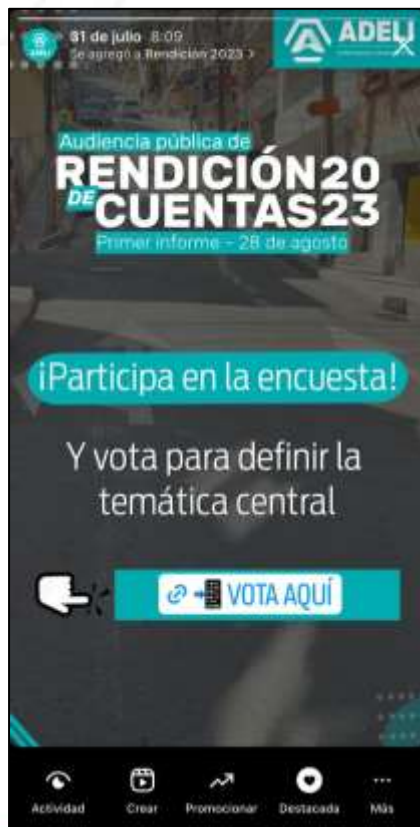 31 de julio 8:09
Se agregó a Rendición 2023 >
ADELI
Audiencia pública de
RENDICIÓN 20
DE CUENTAS 23
Primer informe - 28 de agosto
¡Participa en la encuesta!
Y vota para definir la
temática central
VOTA AQUÍ
Actividad
Crear
Promocionar
Destacada
Más